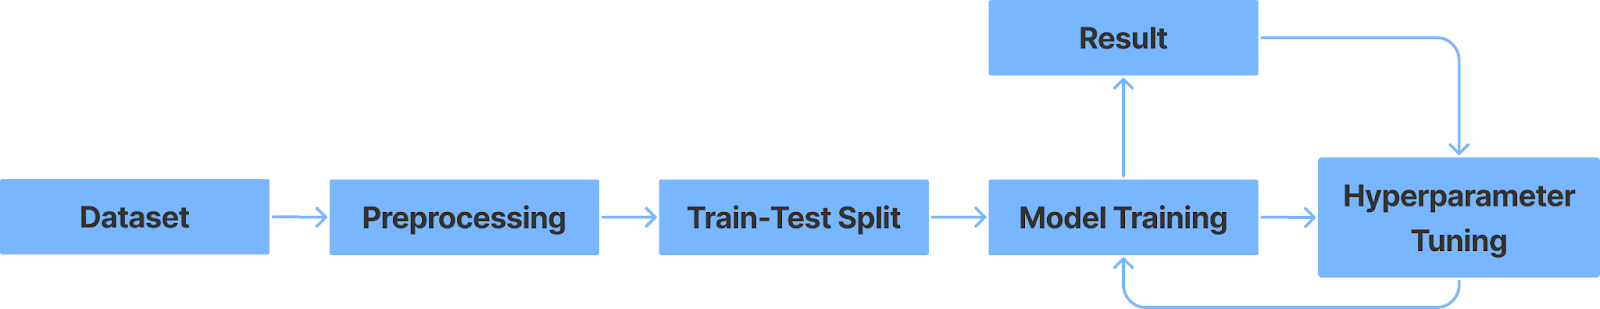 Result
Dataset
Preprocessing
Train-Test Split
Model Training
Hyperparameter
Tuning